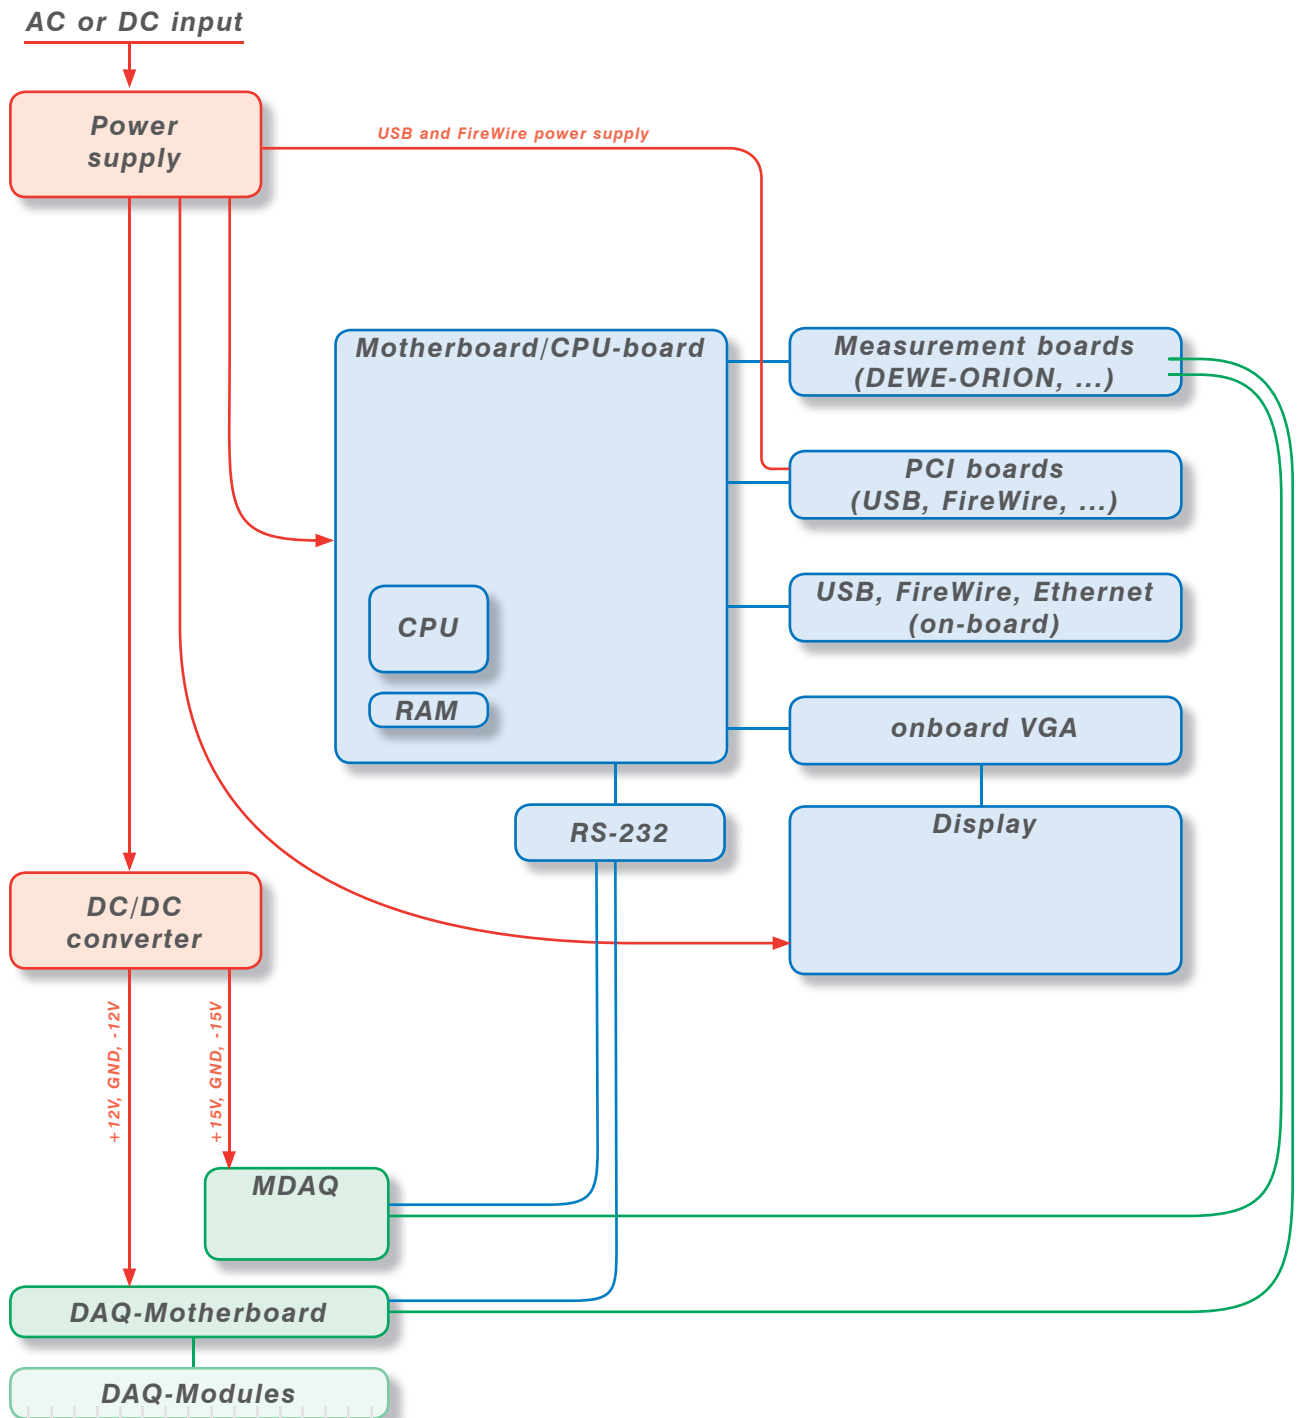 AC or DC input
Power
supply
USB and FireWire power supply
Motherboard/CPU-board
Measurement boards
(DEWE-ORION, ...)
PCI boards
(USB, FireWire, ...)
USB, FireWire, Ethernet
(on-board)
CPU
RAM
onboard VGA
RS-232
Display
DC/DC
converter
+12V, GND, -12V
+15V, GND, -15V
MDAQ
DAQ-Motherboard
DAQ-Modules